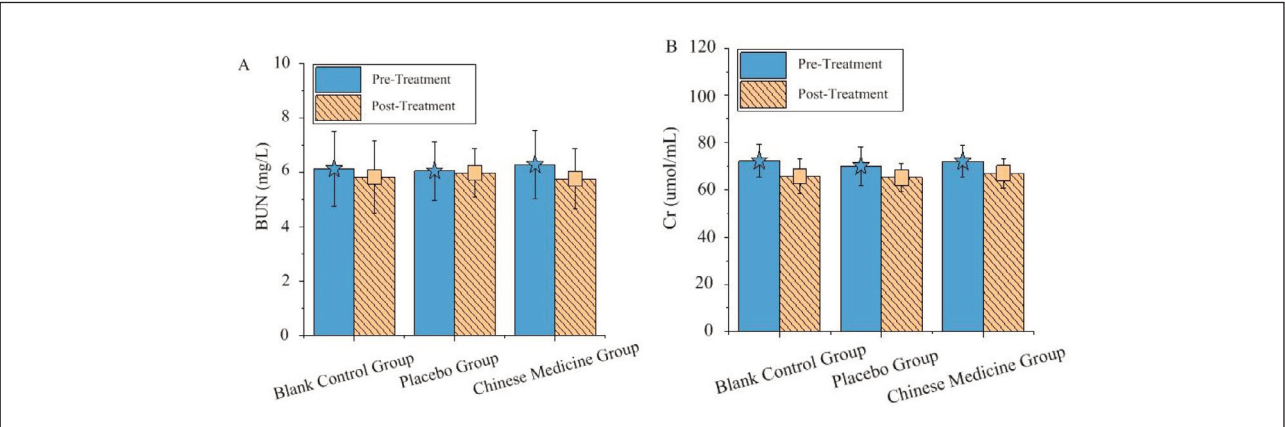 A
10
8
6
4
2
0
BUN (mg/L)
Pre-Treatment
Post-Treatment
Blank Control Group
Placebo Group
Chinese Medicine Group
B
120
100
80
60
40
20
0
Cr (umol/mL)
Pre-Treatment
Post-Treatment
Blank Control Group
Placebo Group
Chinese Medicine Group